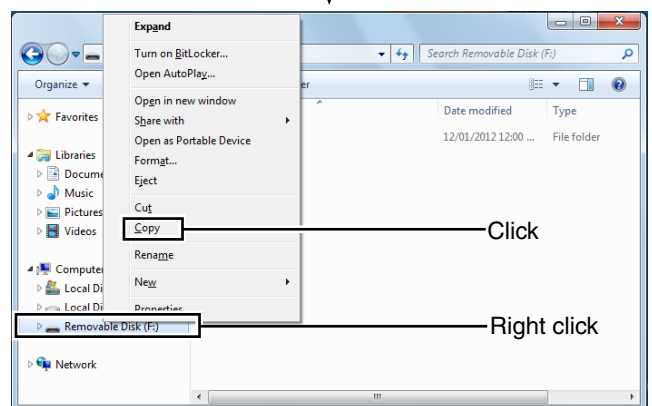 Expand
Turn on BitLocker...
Search Removable Disk (F:)
Open AutoPlay...
Organize
er
Open in new window
Date modified
Type
Favorites
Share with
Open as Portable Device
12/01/2012 12:00 ...
File folder
Libraries
Format...
Docume
Eject
Music
Cut
Pictures
Videos
Copy
Click
Rename
Computer
New
Local Di
Local Di
Properties
Removable Disk (F:)
Right click
Network